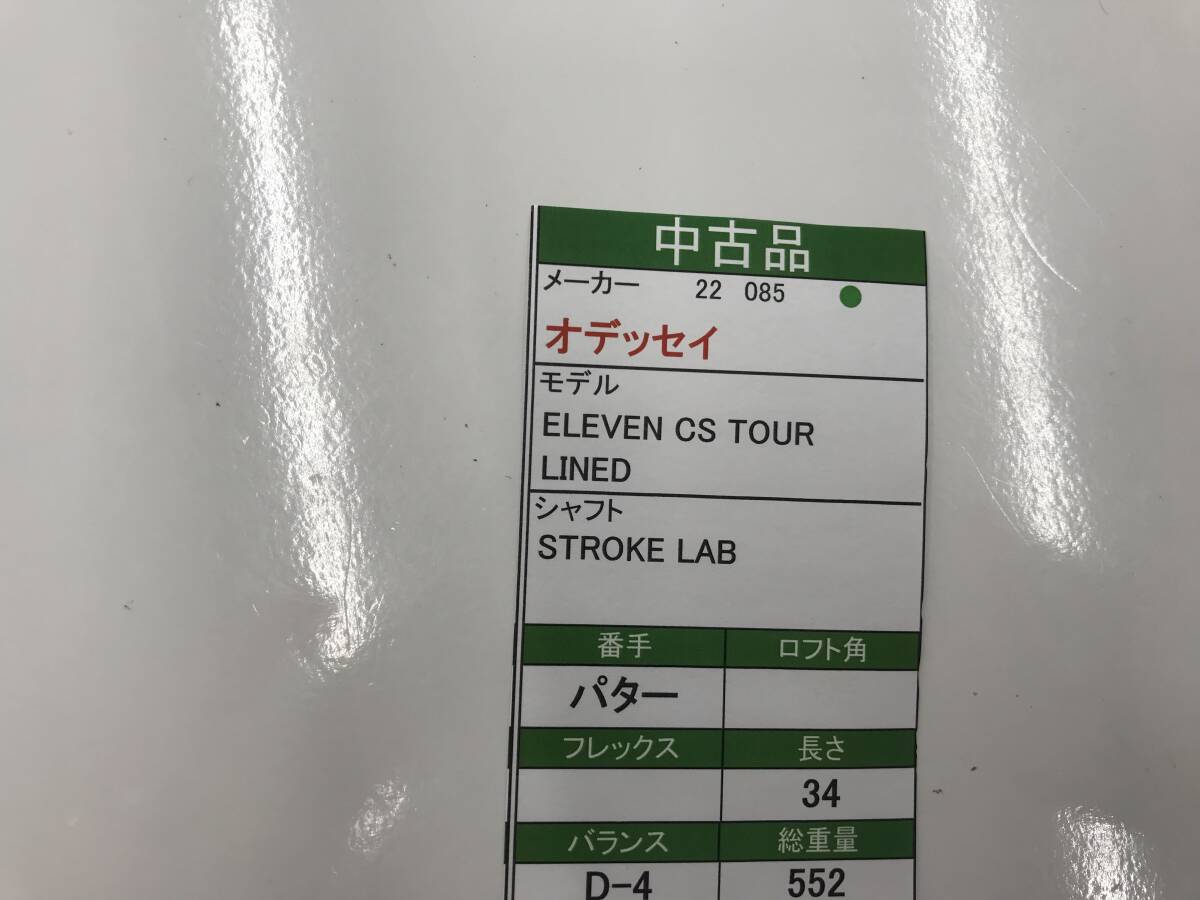 中古品
メーカー 22 085
オデッセイ
モデル
ELEVEN CS TOUR
LINED
シャフト
STROKE LAB
番手 ロフト角
パター
フレックス 長さ
34
バランス 総重量
D-4 552